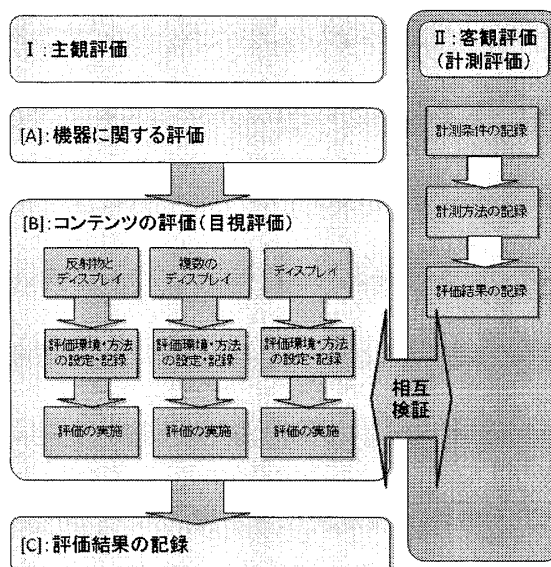 Ⅰ：主観評価
[A]：機器に関する評価
[B]：コンテンツの評価（目視評価）
反射物と
ディスプレイ
評価環境・方法
の設定・記録
評価の実施
複数の
ディスプレイ
評価環境・方法
の設定・記録
評価の実施
ディスプレイ
評価環境・方法
の設定・記録
評価の実施
[C]：評価結果の記録
相互
検証
Ⅱ：客観評価
（計測評価）
計測条件の記録
計測方法の記録
評価結果の記録